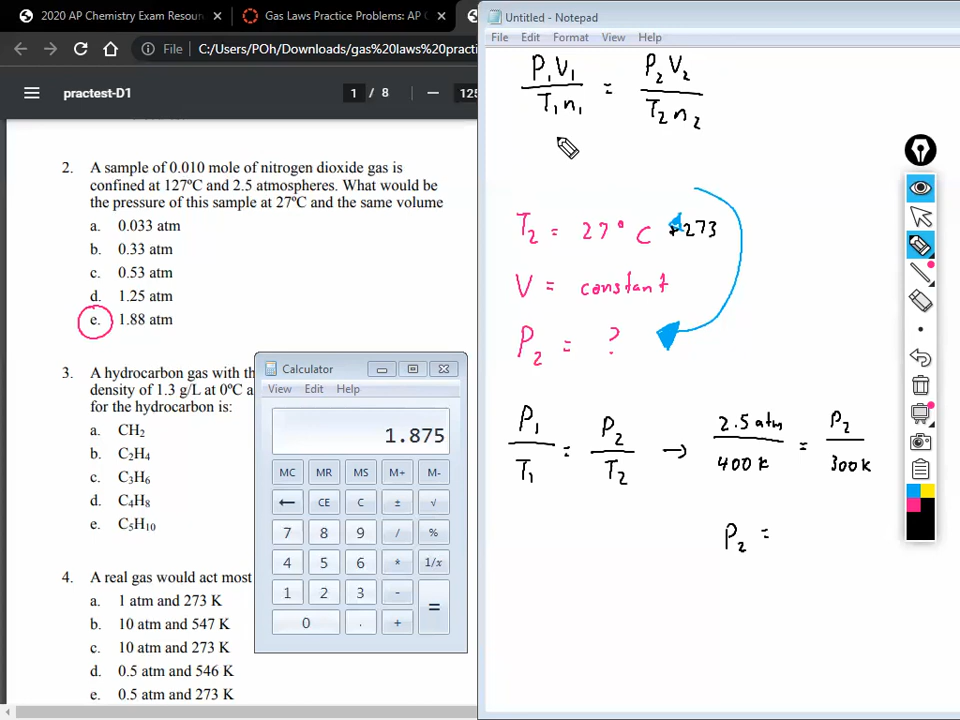 2020 AP Chemistry Exam Resour
Gas Laws Practice Problems: AP C
File
C:/Users/POh/Downloads/gas%20laws%20practi
practest-D1
1 / 8
125
2. A sample of 0.010 mole of nitrogen dioxide gas is
confined at 127ºC and 2.5 atmospheres. What would be
the pressure of this sample at 27ºC and the same volume
a. 0.033 atm
b. 0.33 atm
c. 0.53 atm
d. 1.25 atm
e. 1.88 atm
3. A hydrocarbon gas with th
density of 1.3 g/L at 0ºC a
for the hydrocarbon is:
a. CH₂
b. C₂H₄
c. C₃H₆
d. C₄H₈
e. C₅H₁₀
4. A real gas would act most
a. 1 atm and 273 K
b. 10 atm and 547 K
c. 10 atm and 273 K
d. 0.5 atm and 546 K
e. 0.5 atm and 273 K
Calculator
View Edit Help
1.875
MC MR MS M+ M-
← CE C ± √
7 8 9 / %
4 5 6 * 1/x
1 2 3 - =
0 . +
Untitled - Notepad
File Edit Format View Help
P₁V₁ / T₁n₁ = P₂V₂ / T₂n₂
T₂ = 27° C +273
V = constant
P₂ = ?
P₁ / T₁ = P₂ / T₂ → 2.5 atm / 400 K = P₂ / 300 K
P₂ =